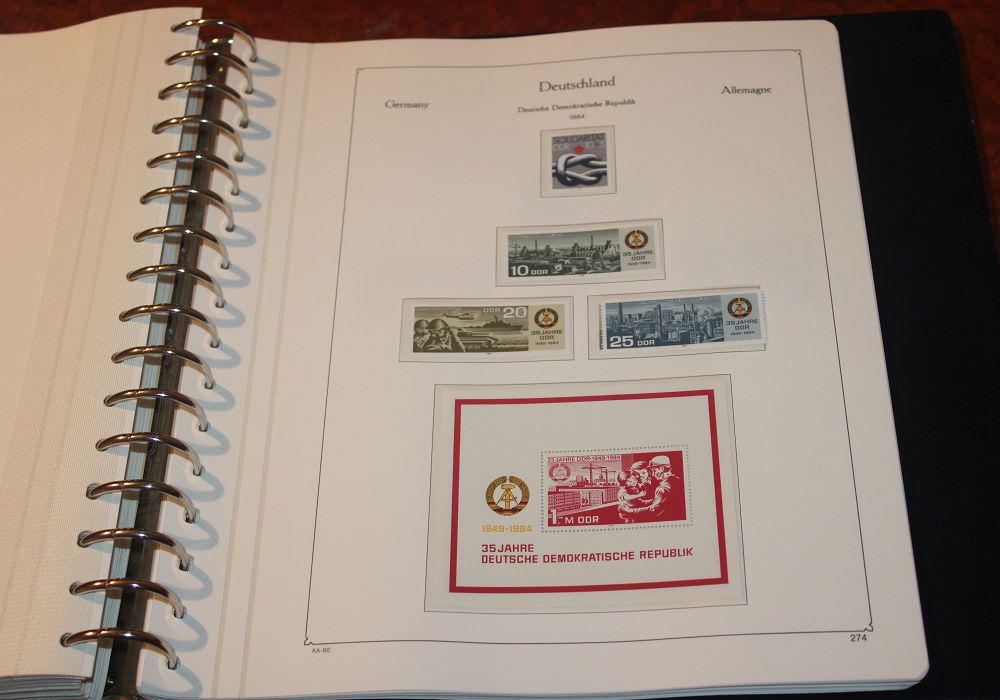 Deutschland
Germany
Allemagne
Deutsche Demokratische Republik
1984
SOLIDARITÄT
DDR 10+5
10 DDR
35 JAHRE
DDR
1949-1984
DDR 20
35 JAHRE
DDR
1949-1984
25 DDR
35 JAHRE
DDR
1949-1984
35 JAHRE DDR·1949-1984
1 M DDR
1949-1984
35 JAHRE
DEUTSCHE DEMOKRATISCHE REPUBLIK
KA-BE
274